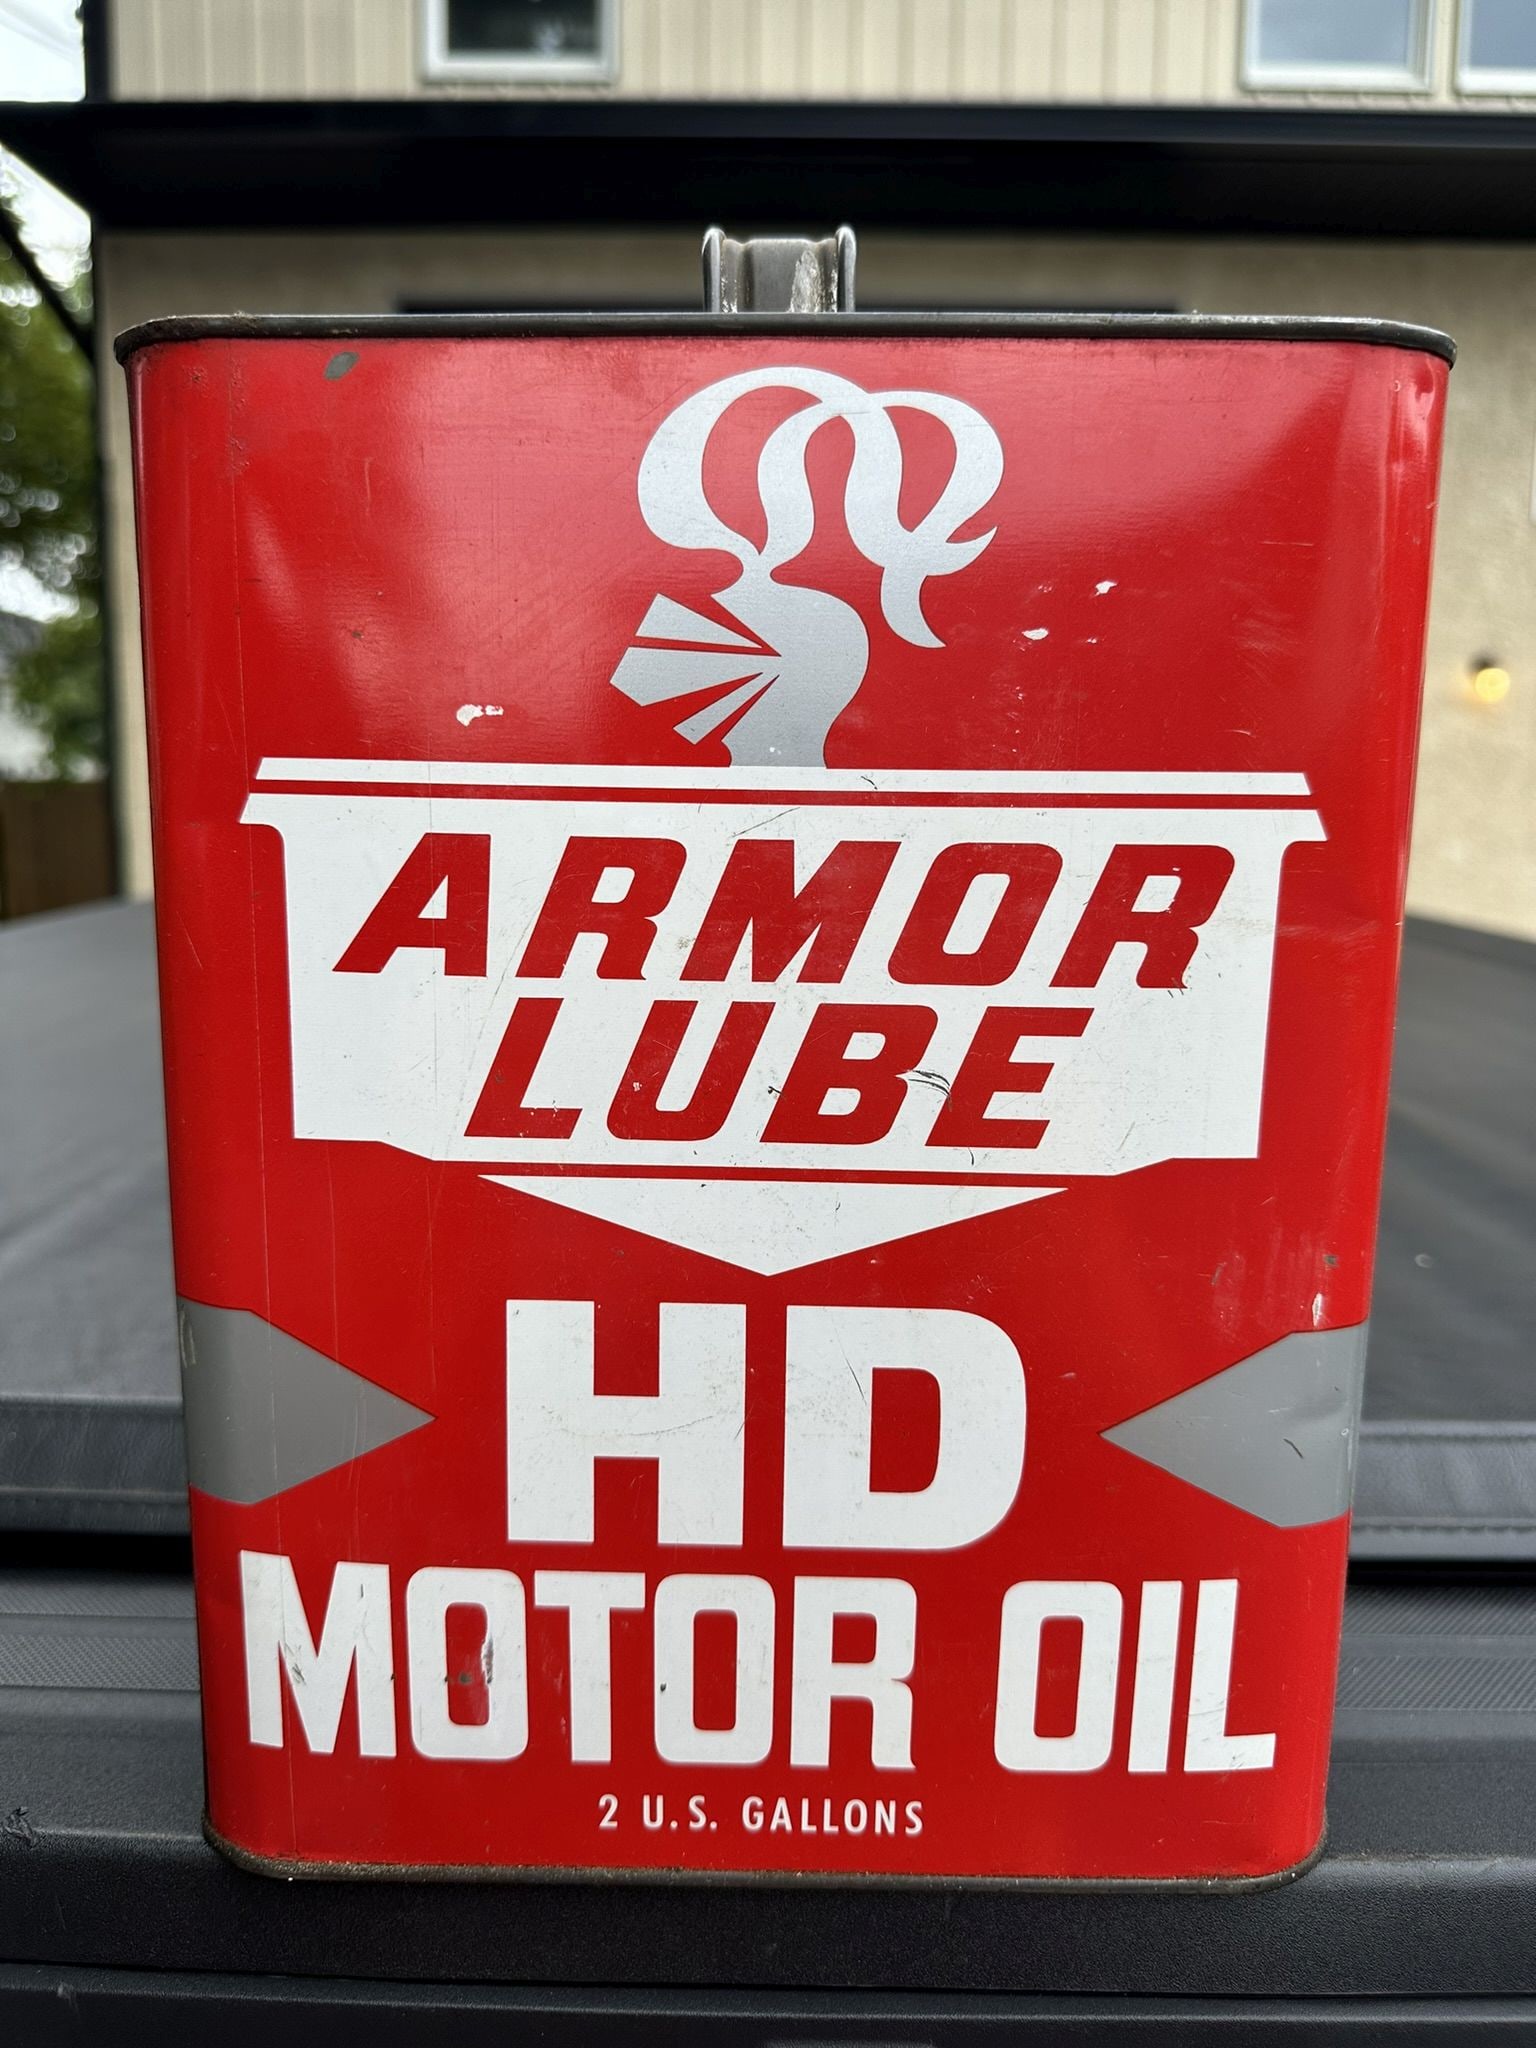 ARMOR
LUBE
HD
MOTOR OIL
2 U.S. GALLONS